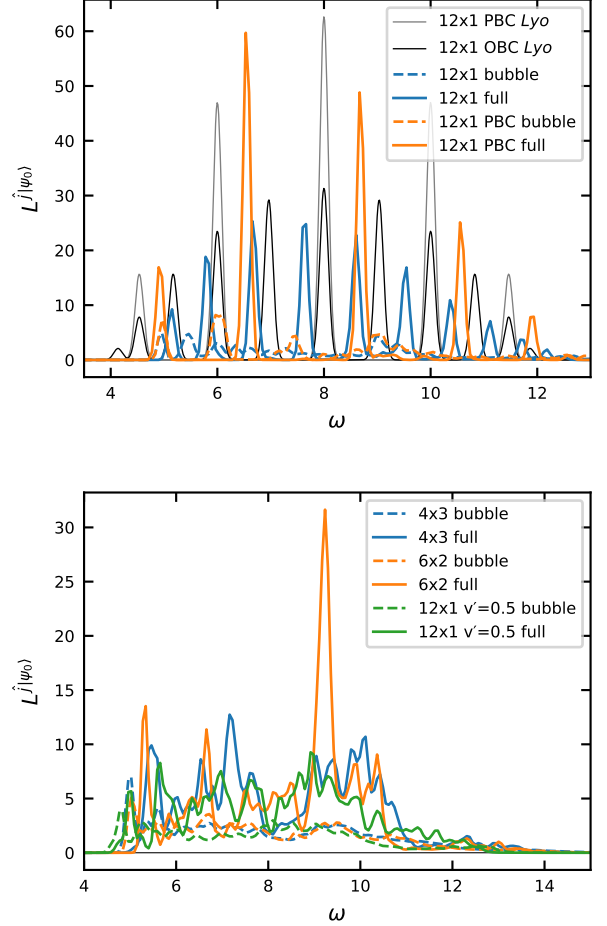 12x1 PBC Lyo
12x1 OBC Lyo
12x1 bubble
12x1 full
12x1 PBC bubble
12x1 PBC full
60
50
40
30
20
10
0
L^ĵ|ψ₀⟩
4 6 8 10 12
ω
4x3 bubble
4x3 full
6x2 bubble
6x2 full
12x1 v′=0.5 bubble
12x1 v′=0.5 full
30
25
20
15
10
5
0
L^ĵ|ψ₀⟩
4 6 8 10 12 14
ω